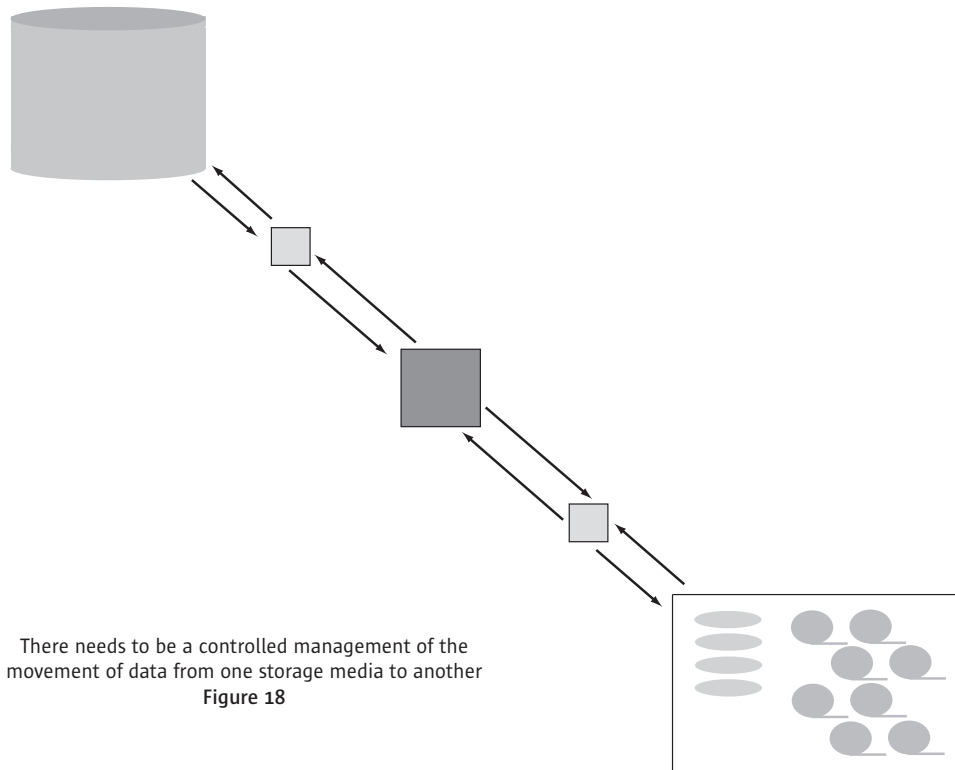 There needs to be a controlled management of the
movement of data from one storage media to another
Figure 18